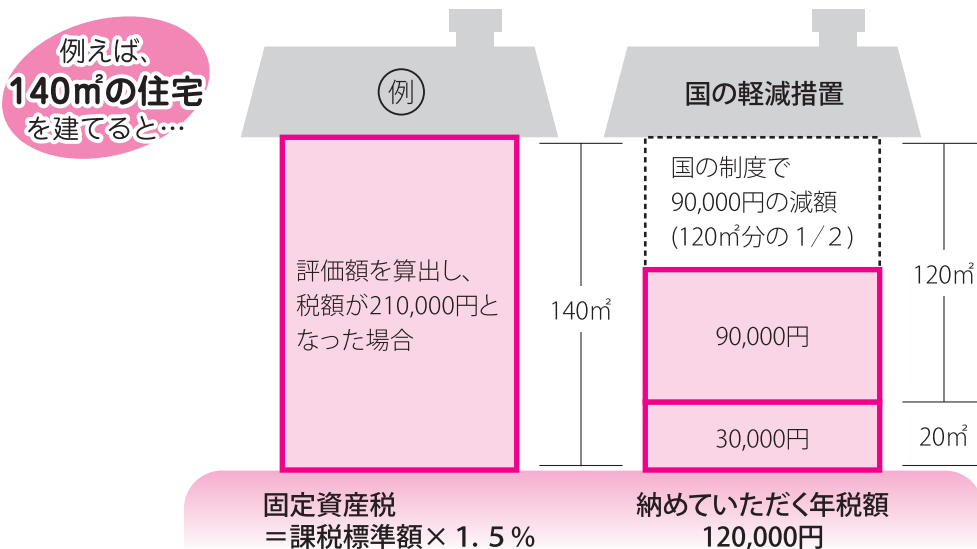 例えば、
140㎡の住宅
を建てると…
例
評価額を算出し、
税額が210,000円と
なった場合
140㎡
固定資産税
＝課税標準額×１．５％
国の軽減措置
国の制度で
90,000円の減額
(120㎡分の１／２)
90,000円
30,000円
120㎡
20㎡
納めていただく年税額
120,000円